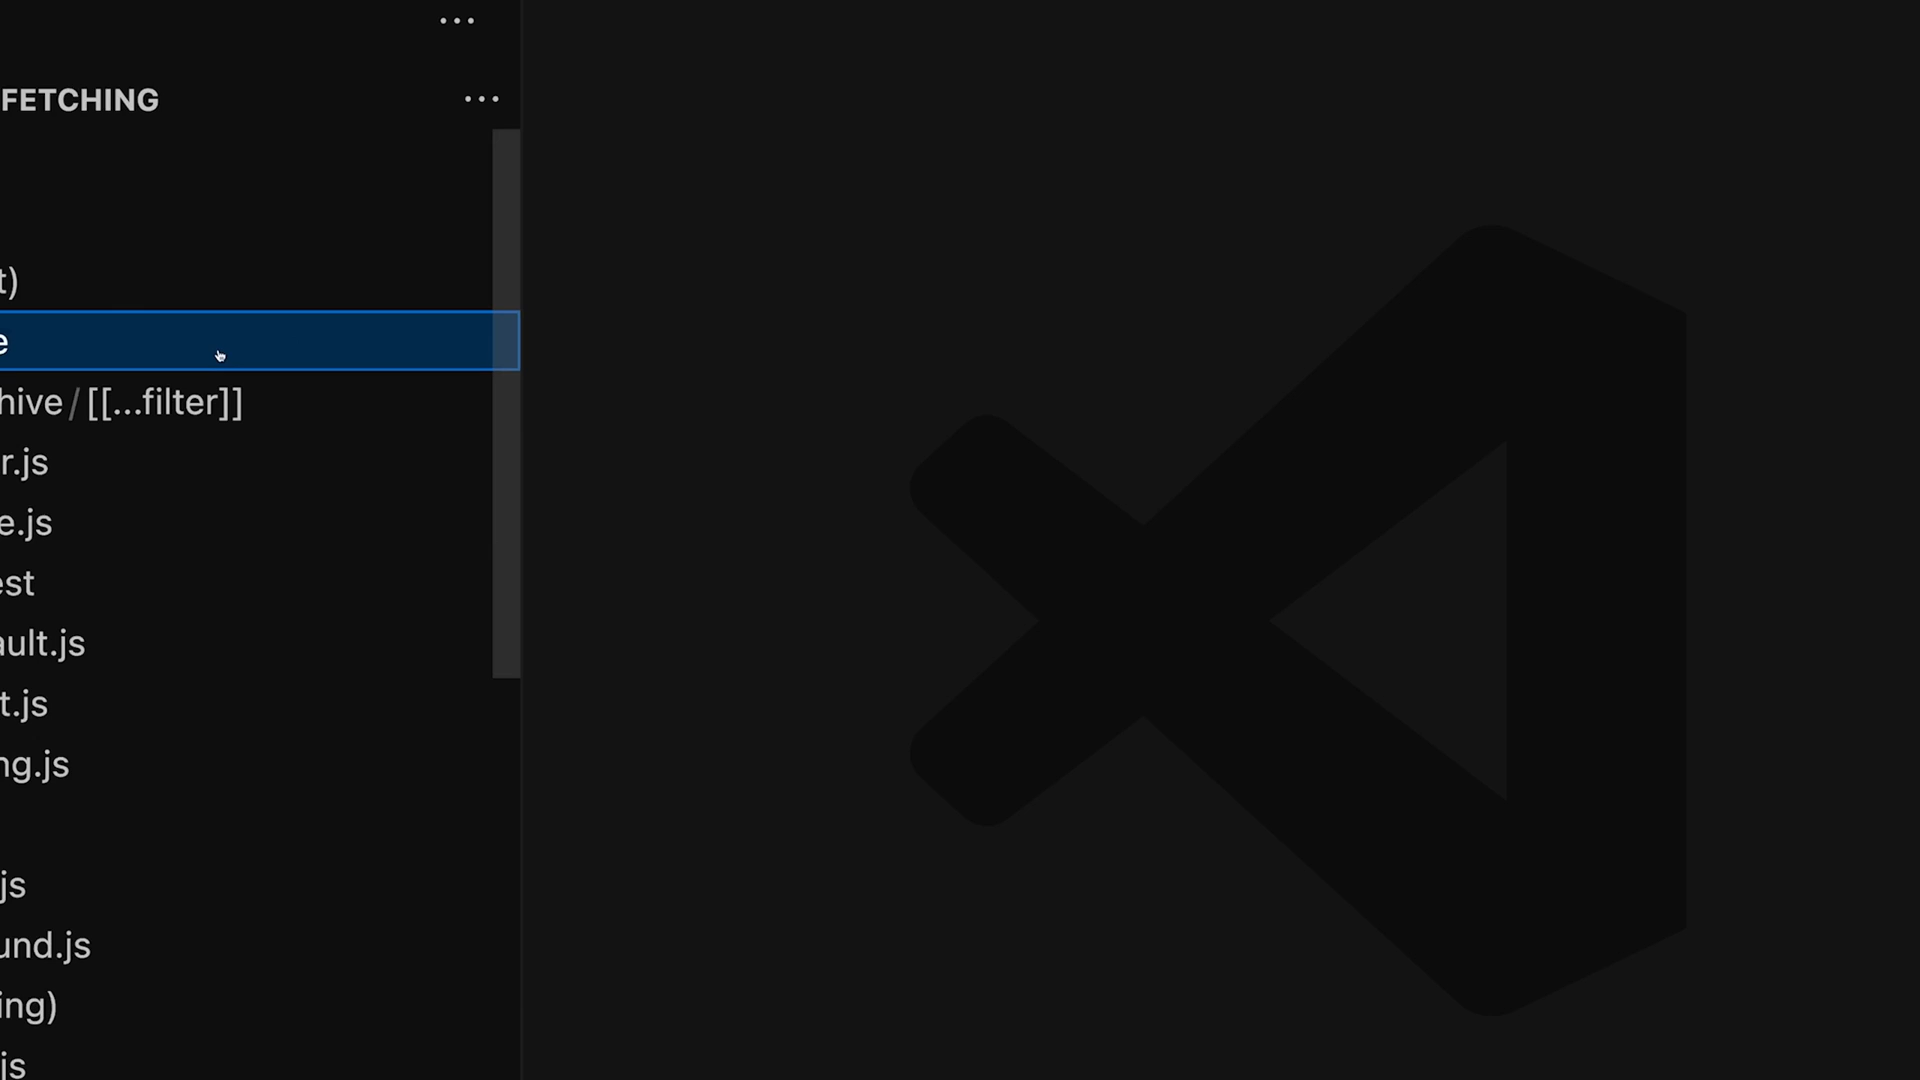 FETCHING
t)
e
hive/[[...filter]]
r.js
e.js
est
ault.js
t.js
ng.js
js
und.js
ing)
js